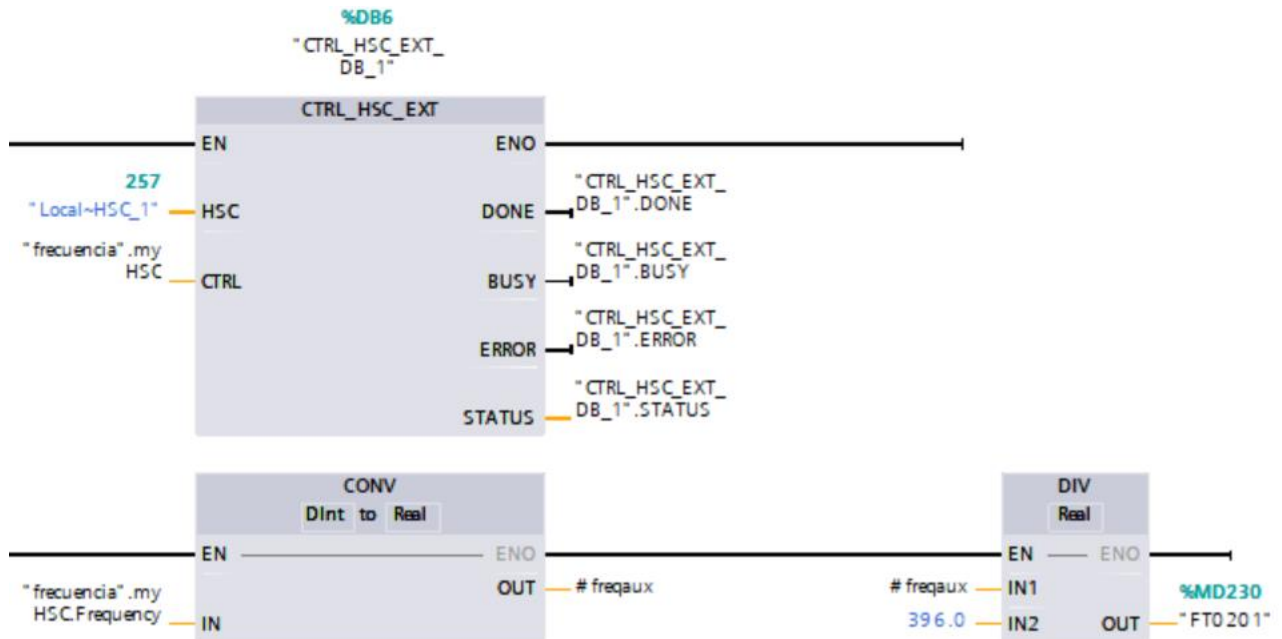 %DB6
"CTRL_HSC_EXT_
DB_1"
CTRL_HSC_EXT
EN ENO
257
"Local~HSC_1" HSC
"CTRL_HSC_EXT_
DONE DB_1".DONE
"frecuencia".my
HSC CTRL
"CTRL_HSC_EXT_
BUSY DB_1".BUSY
"CTRL_HSC_EXT_
ERROR DB_1".ERROR
"CTRL_HSC_EXT_
STATUS DB_1".STATUS
CONV
DInt to Real
EN ENO
"frecuencia".my
HSC.Frequency IN
OUT #freqaux
DIV
Real
EN ENO
#freqaux IN1
396.0 IN2
%MD230
OUT "FT0201"